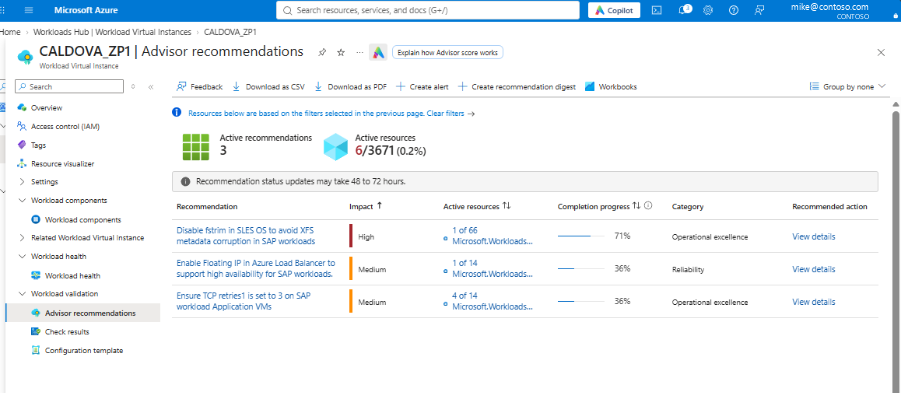 Microsoft Azure
Search resources, services, and docs (G+/)
Copilot
3
mike@contoso.com
CONTOSO
Home > Workloads Hub | Workload Virtual Instances > CALDOVA_ZP1
CALDOVA_ZP1 | Advisor recommendations
Explain how Advisor score works
Workload Virtual Instance
Search
Feedback
Download as CSV
Download as PDF
Create alert
Create recommendation digest
Workbooks
Group by none
Overview
Access control (IAM)
Tags
Resource visualizer
Settings
Workload components
Workload components
Related Workload Virtual Instance
Workload health
Workload health
Workload validation
Advisor recommendations
Check results
Configuration template
Resources below are based on the filters selected in the previous page. Clear filters →
Active recommendations
3
Active resources
6/3671 (0.2%)
Recommendation status updates may take 48 to 72 hours.
Recommendation Impact ↑ Active resources ↑↓ Completion progress ↑↓ Category Recommended action
Disable fstrim in SLES OS to avoid XFS
metadata corruption in SAP workloads
High
1 of 66
Microsoft.Workloads...
71%
Operational excellence
View details
Enable Floating IP in Azure Load Balancer to
support high availability for SAP workloads.
Medium
1 of 14
Microsoft.Workloads...
36%
Reliability
View details
Ensure TCP retries1 is set to 3 on SAP
workload Application VMs
Medium
4 of 14
Microsoft.Workloads...
36%
Operational excellence
View details